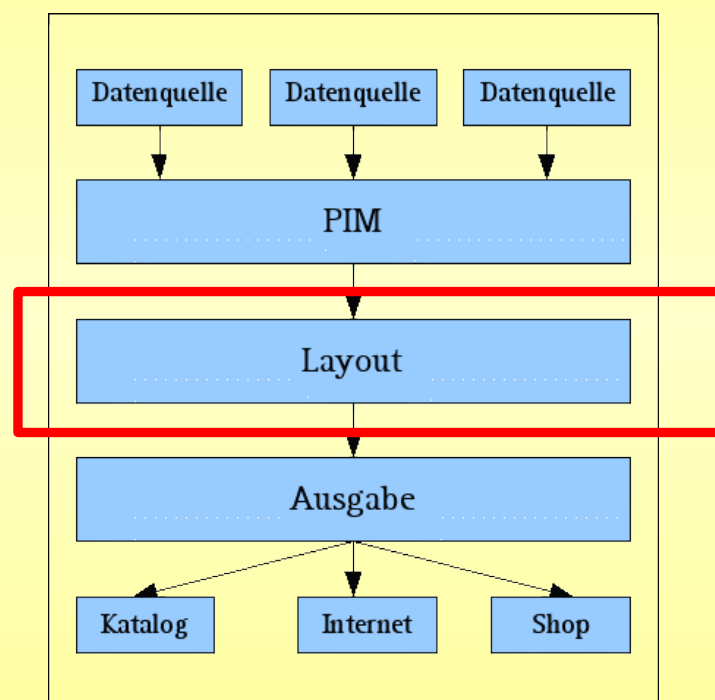 Datenquelle Datenquelle Datenquelle
PIM
Layout
Ausgabe
Katalog Internet Shop